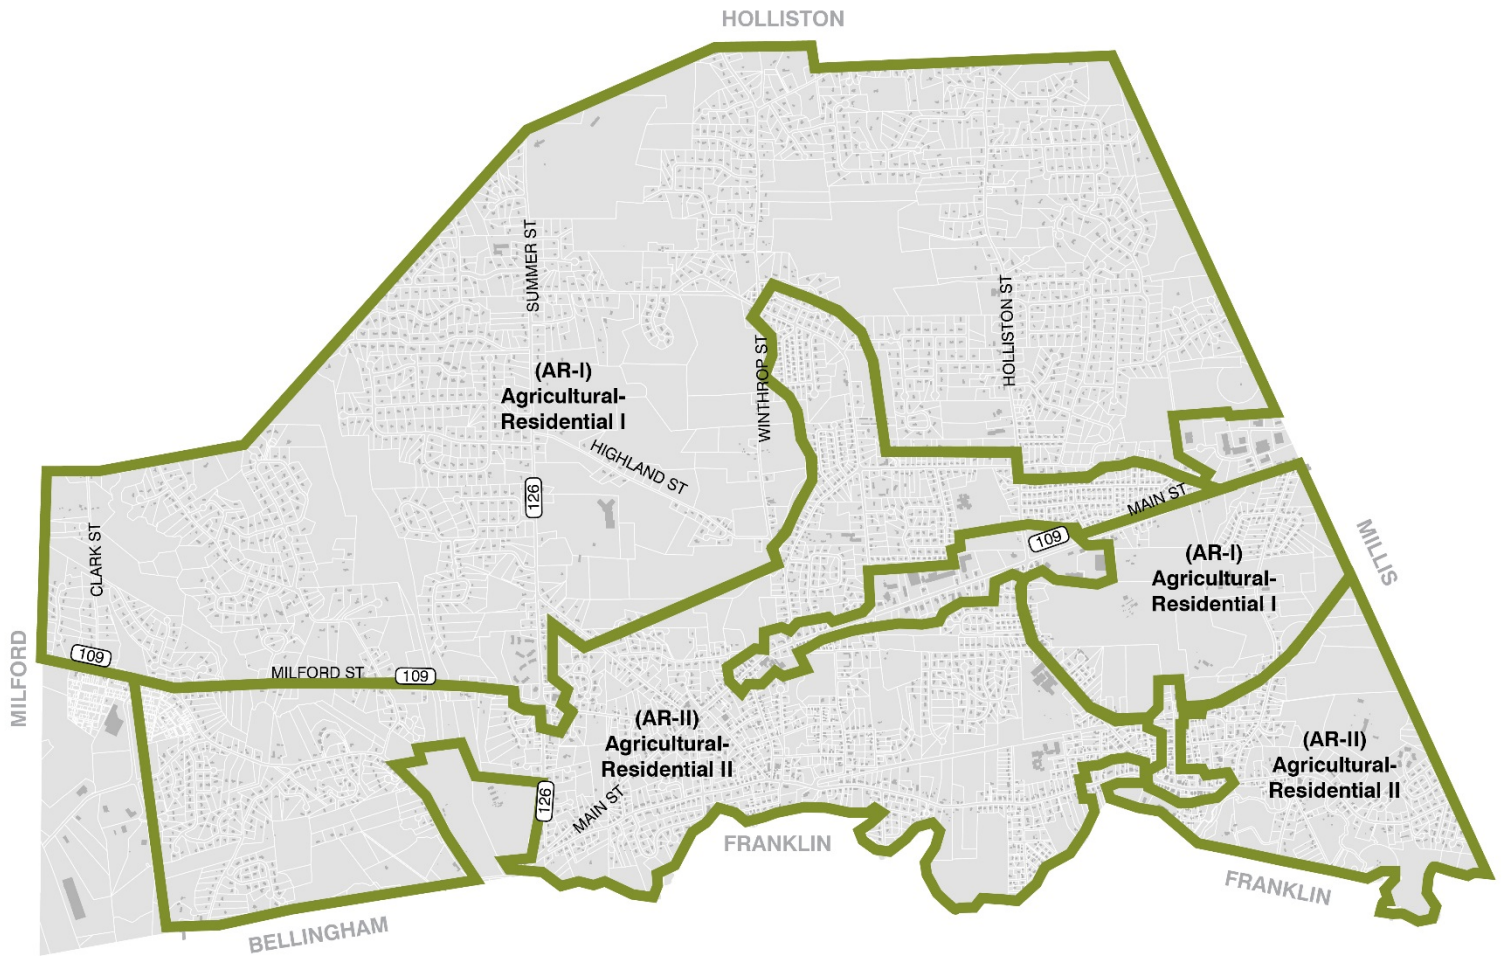 HOLLISTON
SUMMER ST
HOLLISTON ST
WINTHROP ST
(AR-I)
Agricultural-
Residential I
HIGHLAND ST
126
MAIN ST
109
CLARK ST
(AR-I)
Agricultural-
Residential I
MILLIS
MILFORD
109
MILFORD ST
109
(AR-II)
Agricultural-
Residential II
(AR-II)
Agricultural-
Residential II
126
MAIN ST
FRANKLIN
FRANKLIN
BELLINGHAM